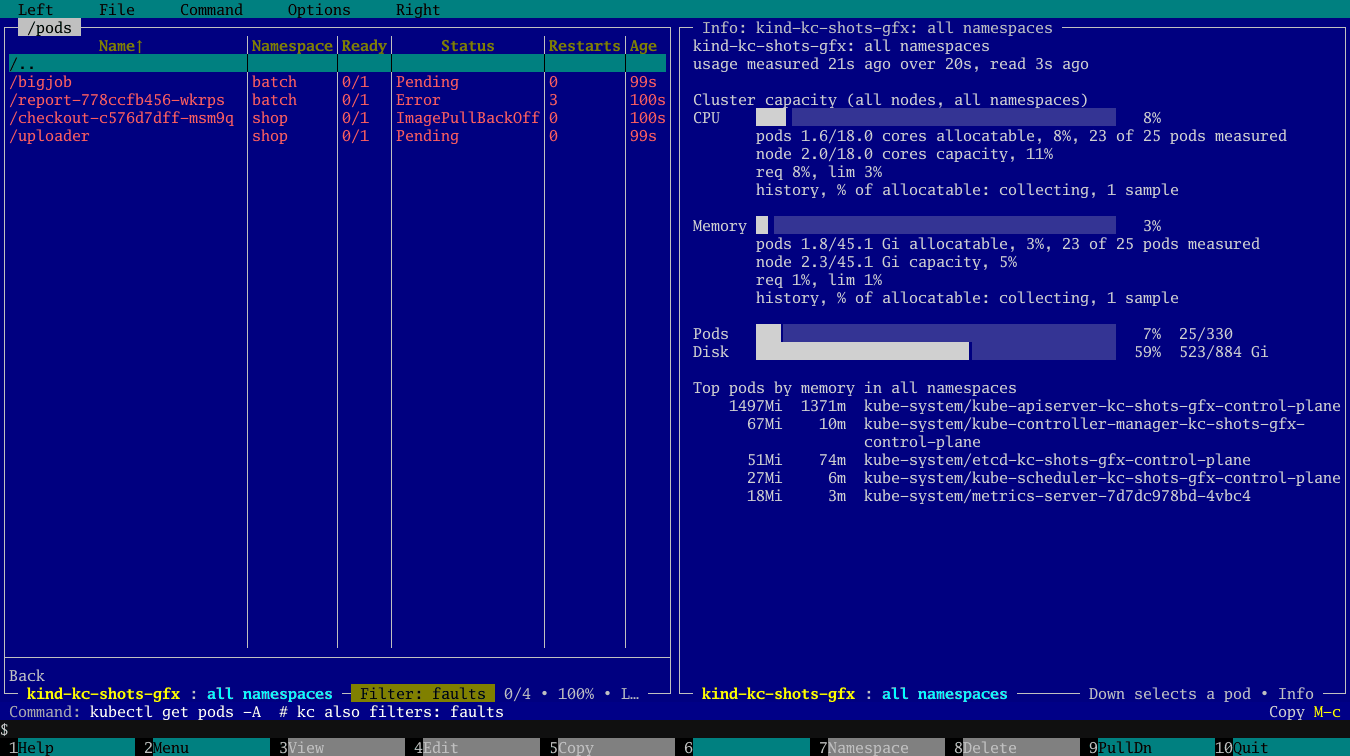 Left File Command Options Right
/pods
Name↑ Namespace Ready Status Restarts Age
/..
/bigjob batch 0/1 Pending 0 99s
/report-778ccfb456-wkrps batch 0/1 Error 3 100s
/checkout-c576d7dff-msm9q shop 0/1 ImagePullBackOff 0 100s
/uploader shop 0/1 Pending 0 99s
Back
kind-kc-shots-gfx : all namespaces Filter: faults 0/4 • 100% • L…
Info: kind-kc-shots-gfx: all namespaces
kind-kc-shots-gfx: all namespaces
usage measured 21s ago over 20s, read 3s ago
Cluster capacity (all nodes, all namespaces)
CPU 8%
pods 1.6/18.0 cores allocatable, 8%, 23 of 25 pods measured
node 2.0/18.0 cores capacity, 11%
req 8%, lim 3%
history, % of allocatable: collecting, 1 sample
Memory 3%
pods 1.8/45.1 Gi allocatable, 3%, 23 of 25 pods measured
node 2.3/45.1 Gi capacity, 5%
req 1%, lim 1%
history, % of allocatable: collecting, 1 sample
Pods 7% 25/330
Disk 59% 523/884 Gi
Top pods by memory in all namespaces
1497Mi 1371m kube-system/kube-apiserver-kc-shots-gfx-control-plane
67Mi 10m kube-system/kube-controller-manager-kc-shots-gfx-
control-plane
51Mi 74m kube-system/etcd-kc-shots-gfx-control-plane
27Mi 6m kube-system/kube-scheduler-kc-shots-gfx-control-plane
18Mi 3m kube-system/metrics-server-7d7dc978bd-4vbc4
kind-kc-shots-gfx : all namespaces Down selects a pod • Info
Command: kubectl get pods -A # kc also filters: faults Copy M-c
$
1Help 2Menu 3View 4Edit 5Copy 6 7Namespace 8Delete 9PullDn 10Quit